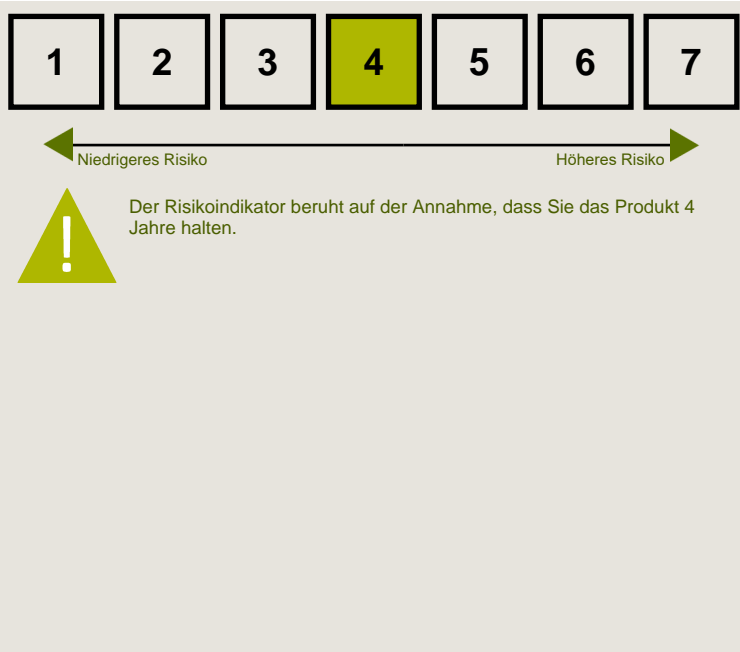 1 2 3 4 5 6 7
Niedrigeres Risiko Höheres Risiko
Der Risikoindikator beruht auf der Annahme, dass Sie das Produkt 4
Jahre halten.
!